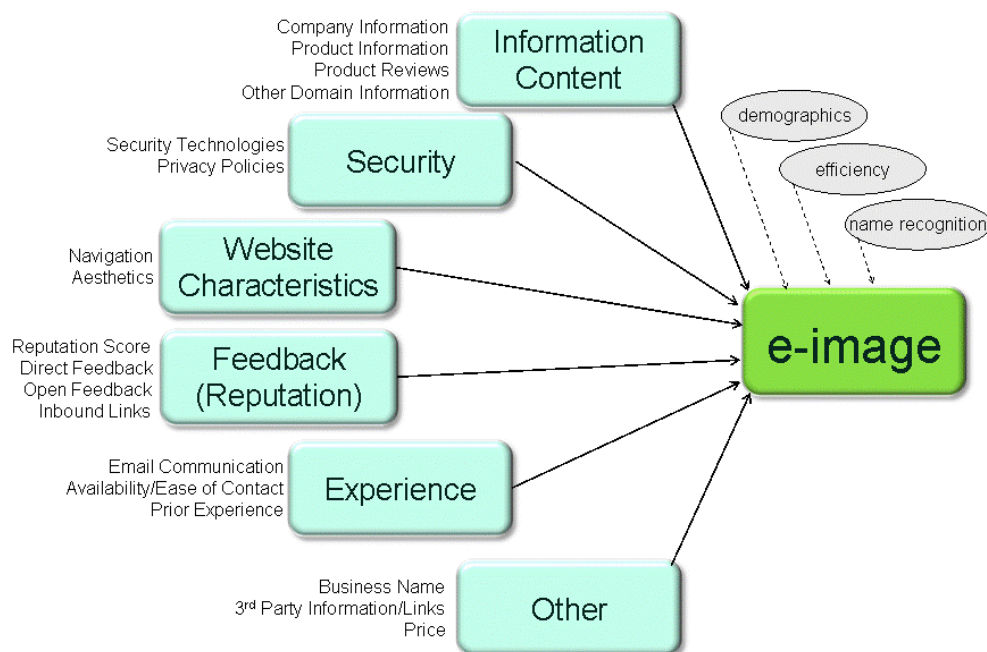 Company Information
Product Information
Product Reviews
Other Domain Information
Information
Content
demographics
efficiency
name recognition
Security Technologies
Privacy Policies
Security
Navigation
Aesthetics
Website
Characteristics
e-image
Reputation Score
Direct Feedback
Open Feedback
Inbound Links
Feedback
(Reputation)
Email Communication
Availability/Ease of Contact
Prior Experience
Experience
Business Name
3rd Party Information/Links
Price
Other